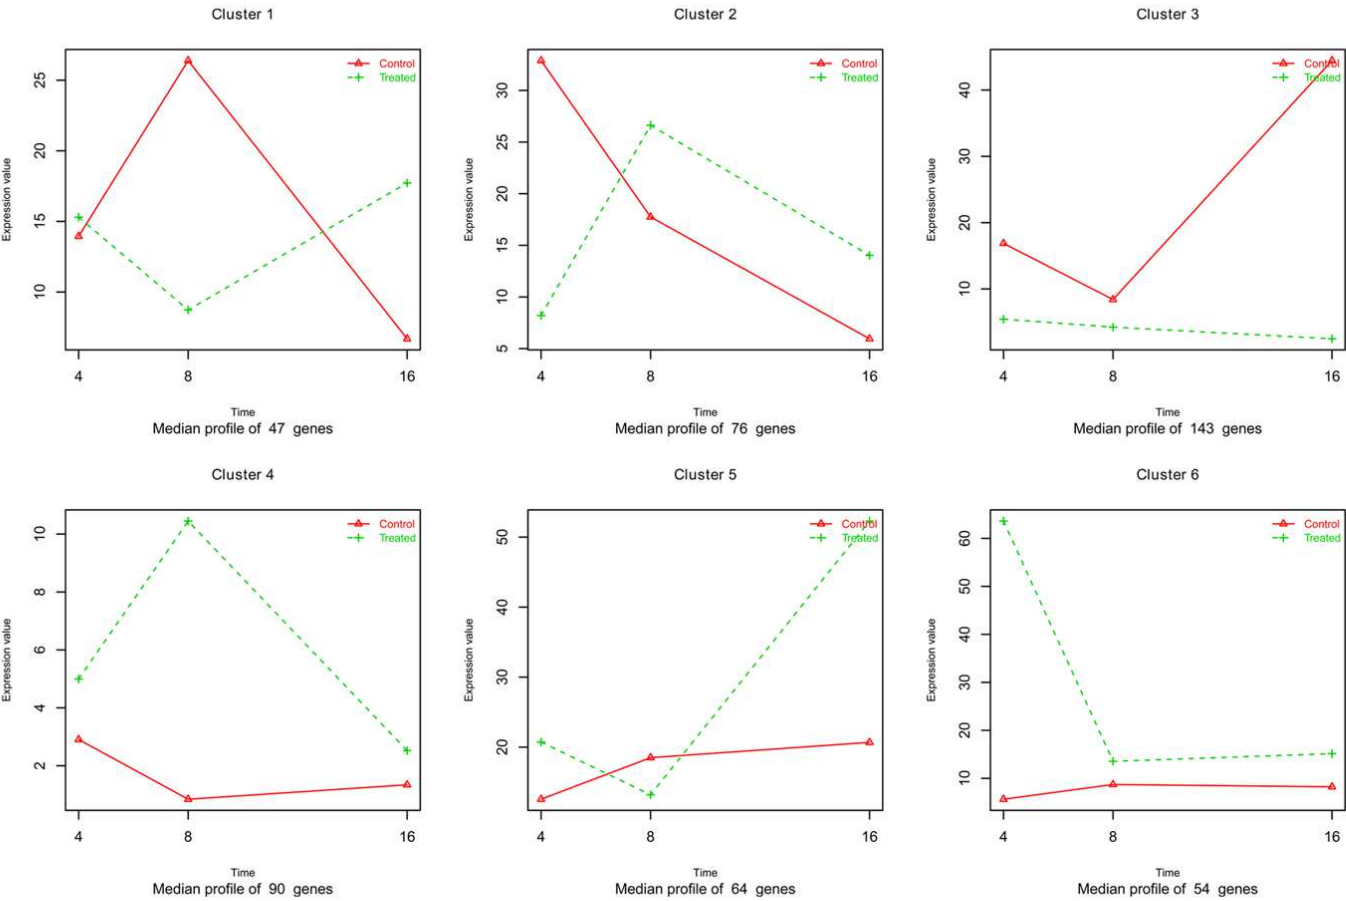 Cluster 1
Expression value
25
20
15
10
Control
Treated
4
8
16
Time
Median profile of 47 genes
Cluster 2
Expression value
30
25
20
15
10
5
Control
Treated
4
8
16
Time
Median profile of 76 genes
Cluster 3
Expression value
40
30
20
10
Control
Treated
4
8
16
Time
Median profile of 143 genes
Cluster 4
Expression value
10
8
6
4
2
Control
Treated
4
8
16
Time
Median profile of 90 genes
Cluster 5
Expression value
50
40
30
20
Control
Treated
4
8
16
Time
Median profile of 64 genes
Cluster 6
Expression value
60
50
40
30
20
10
Control
Treated
4
8
16
Time
Median profile of 54 genes